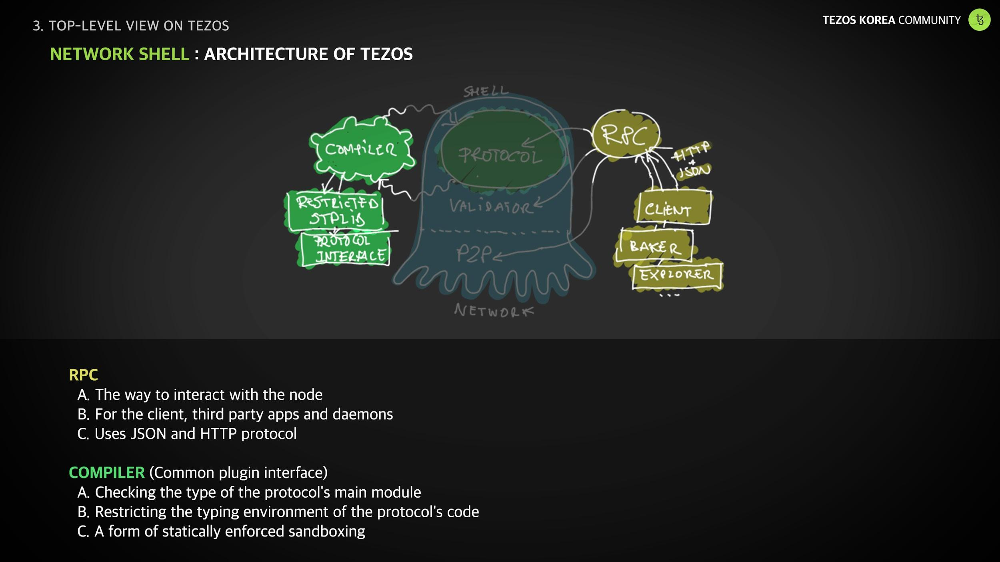 3. TOP-LEVEL VIEW ON TEZOS
TEZOS KOREA COMMUNITY
NETWORK SHELL : ARCHITECTURE OF TEZOS
SHELL
COMPILER
RESTRICTED
STDLIB
PROTOCOL
INTERFACE
PROTOCOL
VALIDATOR
P2P
NETWORK
RPC
HTTP
+
JSON
CLIENT
BAKER
EXPLORER
...
RPC
A. The way to interact with the node
B. For the client, third party apps and daemons
C. Uses JSON and HTTP protocol
COMPILER (Common plugin interface)
A. Checking the type of the protocol's main module
B. Restricting the typing environment of the protocol's code
C. A form of statically enforced sandboxing